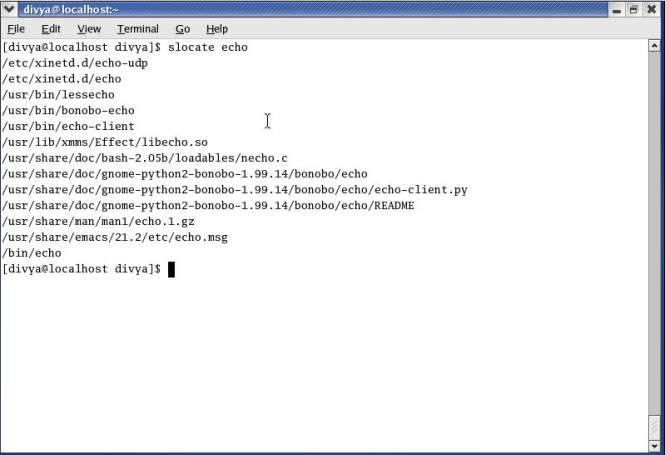 divya@localhost:~
File Edit View Terminal Go Help
[divya@localhost divya]$ slocate echo
/etc/xinetd.d/echo-udp
/etc/xinetd.d/echo
/usr/bin/lessecho
/usr/bin/bonobo-echo
/usr/bin/echo-client
/usr/lib/xmms/Effect/libecho.so
/usr/share/doc/bash-2.05b/loadables/necho.c
/usr/share/doc/gnome-python2-bonobo-1.99.14/bonobo/echo
/usr/share/doc/gnome-python2-bonobo-1.99.14/bonobo/echo/echo-client.py
/usr/share/doc/gnome-python2-bonobo-1.99.14/bonobo/echo/README
/usr/share/man/man1/echo.1.gz
/usr/share/emacs/21.2/etc/echo.msg
/bin/echo
[divya@localhost divya]$